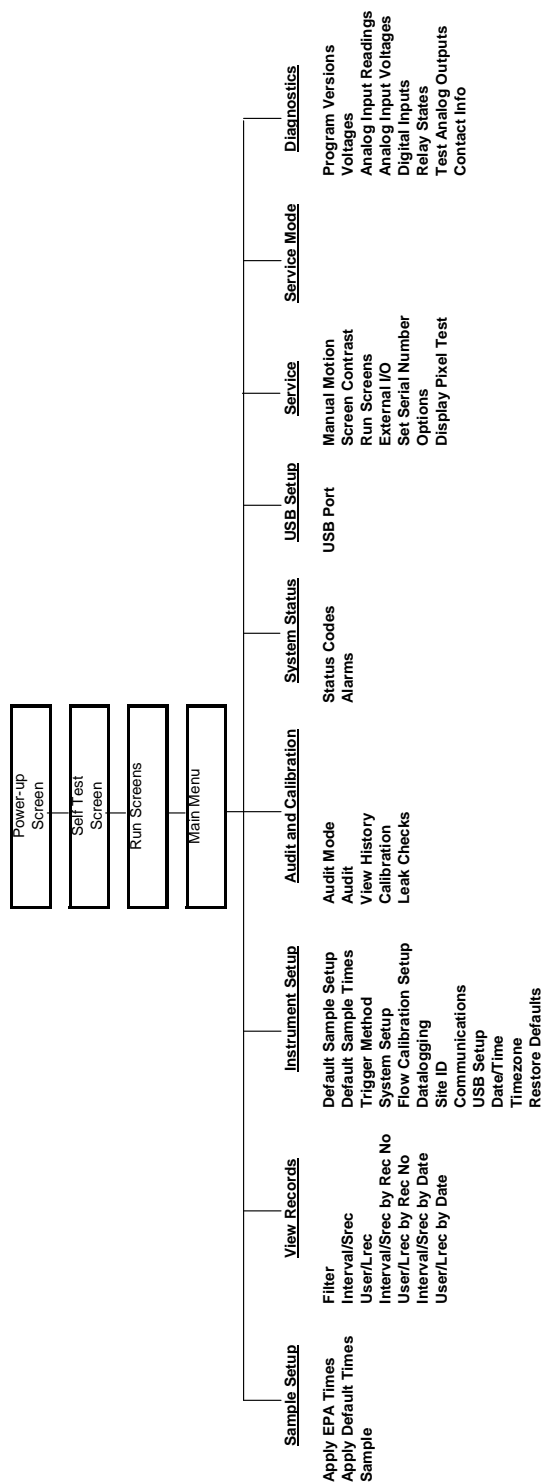 Power-up
Screen
Self Test
Screen
Run Screens
Main Menu
Sample Setup
Apply EPA Times
Apply Default Times
Sample
View Records
Filter
Interval/Srec
User/Lrec
Interval/Srec by Rec No
User/Lrec by Rec No
Interval/Srec by Date
User/Lrec by Date
Instrument Setup
Default Sample Setup
Default Sample Times
Trigger Method
System Setup
Flow Calibration Setup
Datalogging
Site ID
Communications
USB Setup
Date/Time
Timezone
Restore Defaults
Audit and Calibration
Audit Mode
Audit
View History
Calibration
Leak Checks
System Status
Status Codes
Alarms
USB Setup
USB Port
Service
Manual Motion
Screen Contrast
Run Screens
External I/O
Set Serial Number
Options
Display Pixel Test
Service Mode
Diagnostics
Program Versions
Voltages
Analog Input Readings
Analog Input Voltages
Digital Inputs
Relay States
Test Analog Outputs
Contact Info